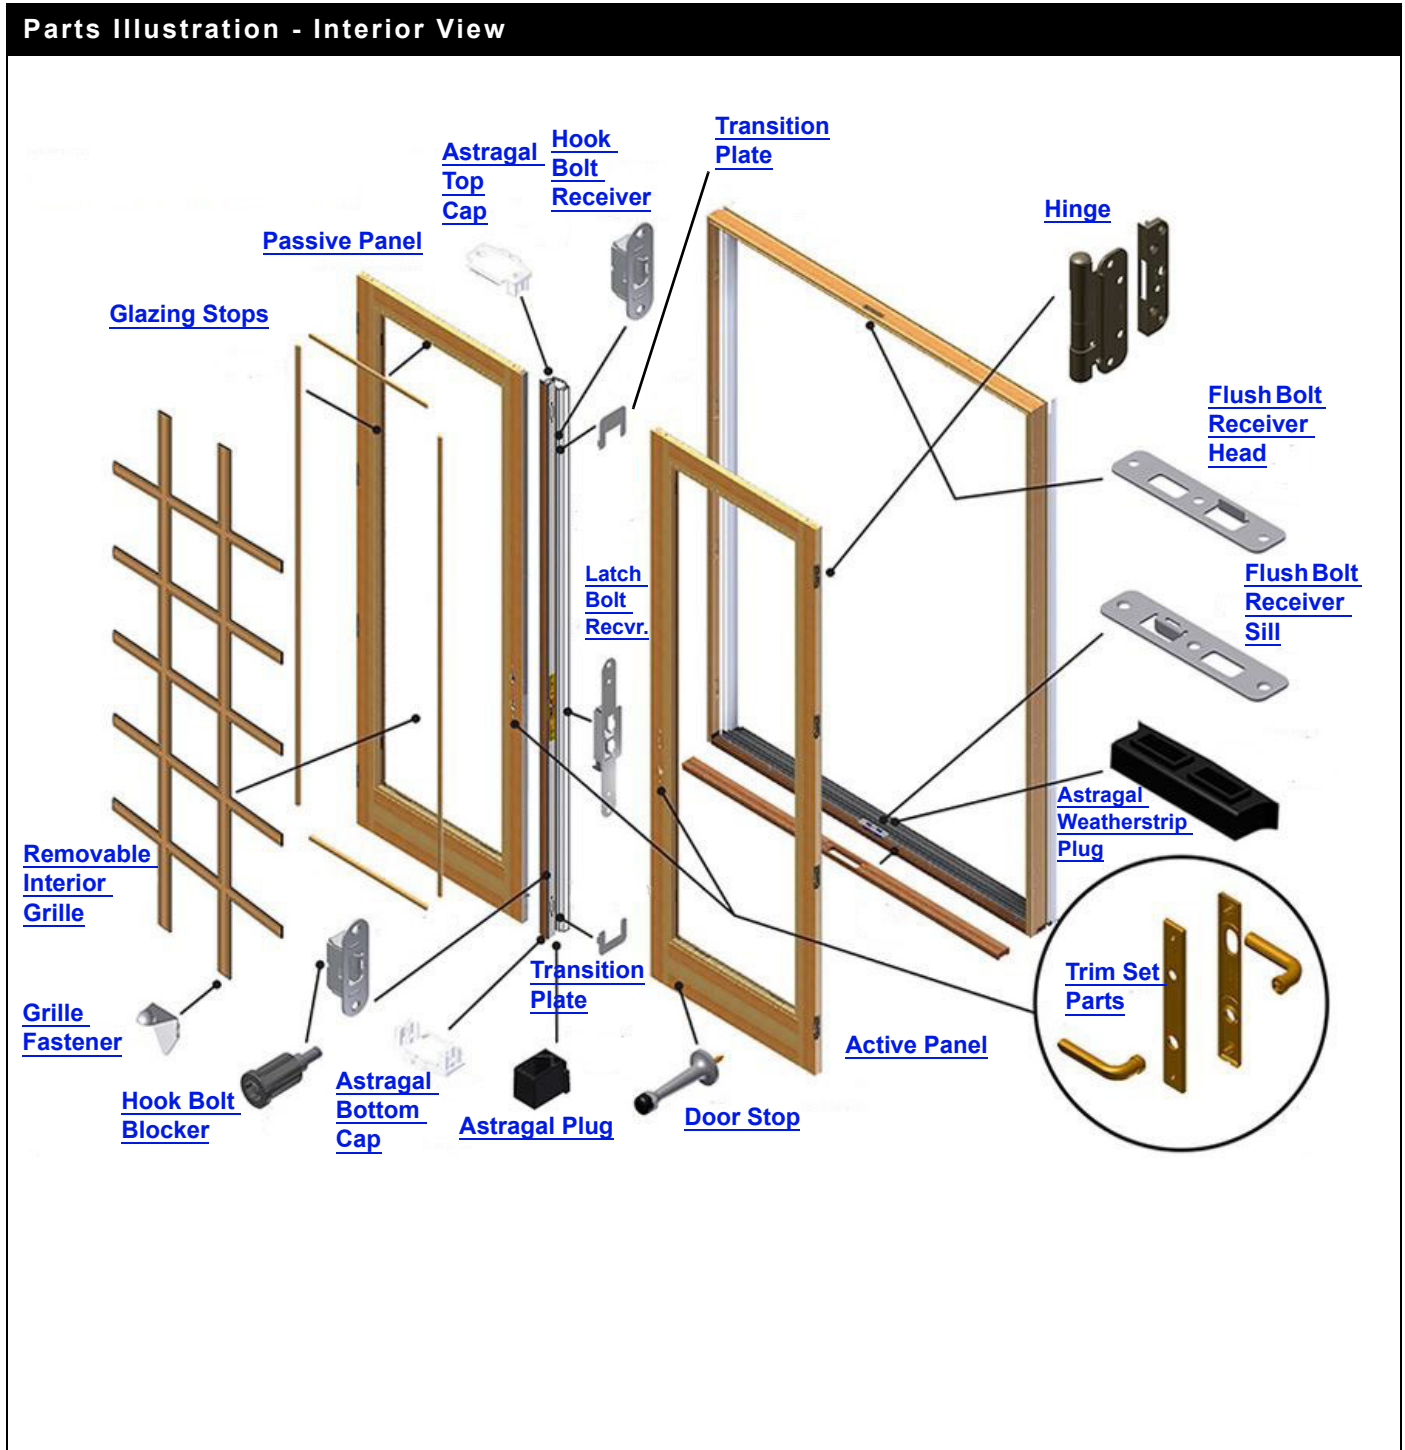 Parts Illustration - Interior View
Transition
Plate
Hook
Bolt
Receiver
Astragal
Top
Cap
Hinge
Passive Panel
Glazing Stops
Flush Bolt
Receiver
Head
Latch
Bolt
Recvr.
Flush Bolt
Receiver
Sill
Astragal
Weatherstrip
Plug
Removable
Interior
Grille
Transition
Plate
Trim Set
Parts
Grille
Fastener
Active Panel
Hook Bolt
Blocker
Astragal
Bottom
Cap
Astragal Plug
Door Stop